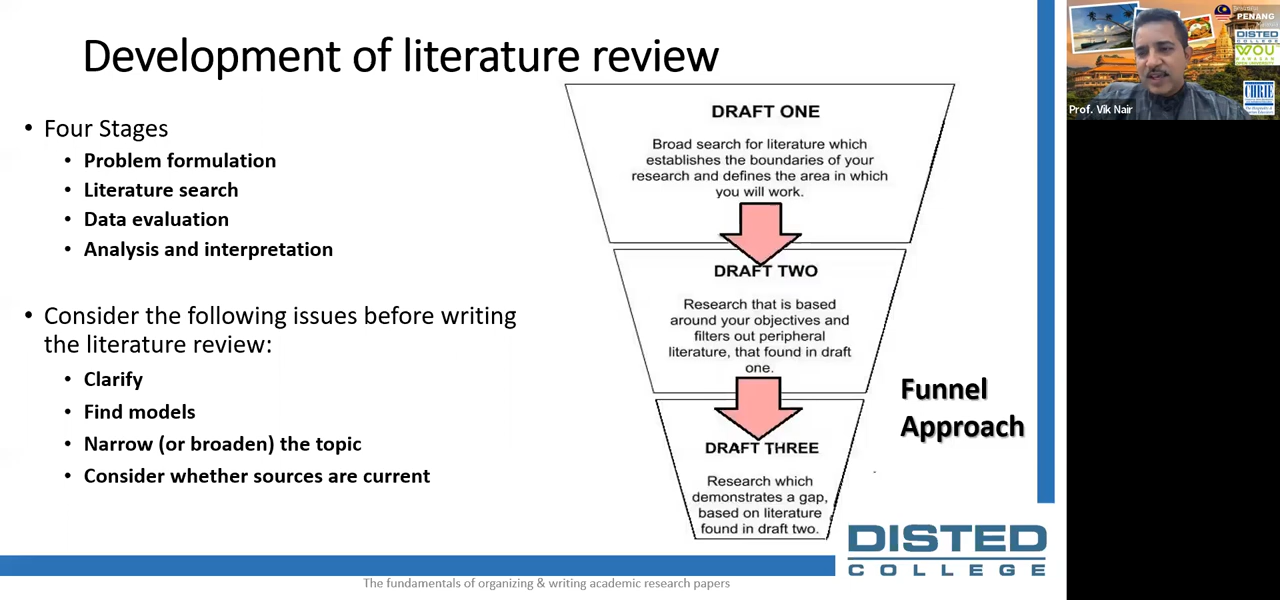 Development of literature review
• Four Stages
• Problem formulation
• Literature search
• Data evaluation
• Analysis and interpretation
• Consider the following issues before writing
the literature review:
• Clarify
• Find models
• Narrow (or broaden) the topic
• Consider whether sources are current
DRAFT ONE
Broad search for literature which
establishes the boundaries of your
research and defines the area in which
you will work.
DRAFT TWO
Research that is based
around your objectives and
filters out peripheral
literature, that found in draft
one.
DRAFT THREE
Research which
demonstrates a gap,
based on literature
found in draft two.
Funnel
Approach
DISTED
COLLEGE
The fundamentals of organizing & writing academic research papers
PENANG
DISTED
COLLEGE
WOU
CHRIE
Prof. Vik Nair